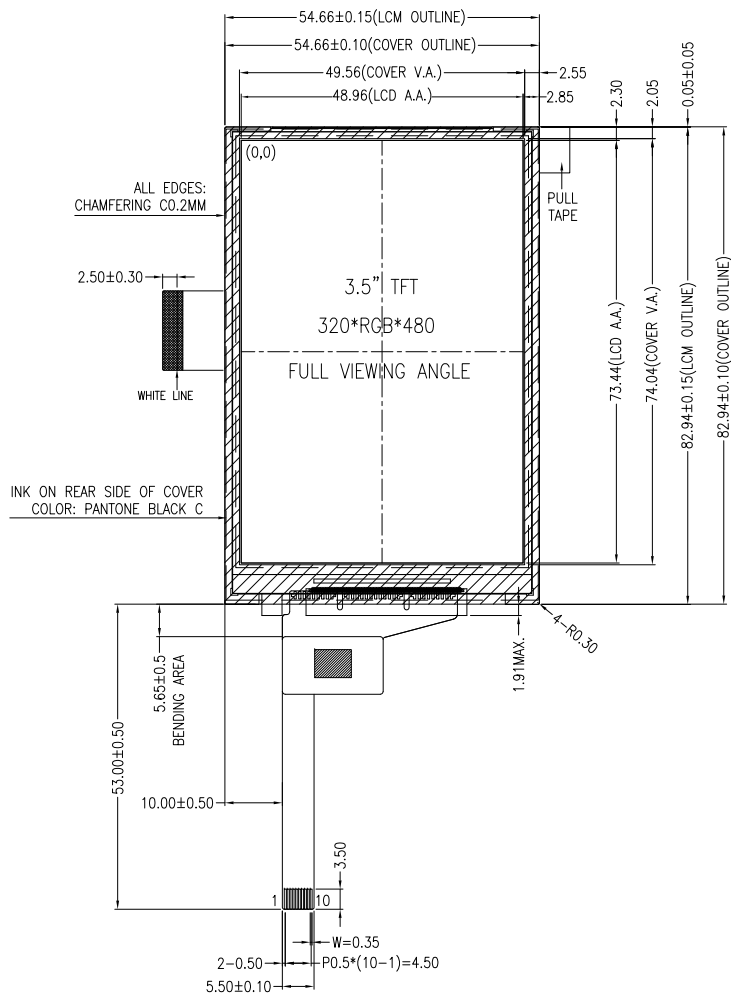 54.66±0.15(LCM OUTLINE)
54.66±0.10(COVER OUTLINE)
49.56(COVER V.A.)
2.55
48.96(LCD A.A.)
2.85
2.30
2.05
0.05±0.05
(0,0)
ALL EDGES:
CHAMFERING C0.2MM
PULL
TAPE
2.50±0.30
WHITE LINE
3.5" TFT
320*RGB*480
FULL VIEWING ANGLE
73.44(LCD A.A.)
74.04(COVER V.A.)
82.94±0.15(LCM OUTLINE)
82.94±0.10(COVER OUTLINE)
INK ON REAR SIDE OF COVER
COLOR: PANTONE BLACK C
4-R0.30
1.91MAX.
5.65±0.5
BENDING AREA
53.00±0.50
10.00±0.50
3.50
1
10
W=0.35
2-0.50
P0.5*(10-1)=4.50
5.50±0.10